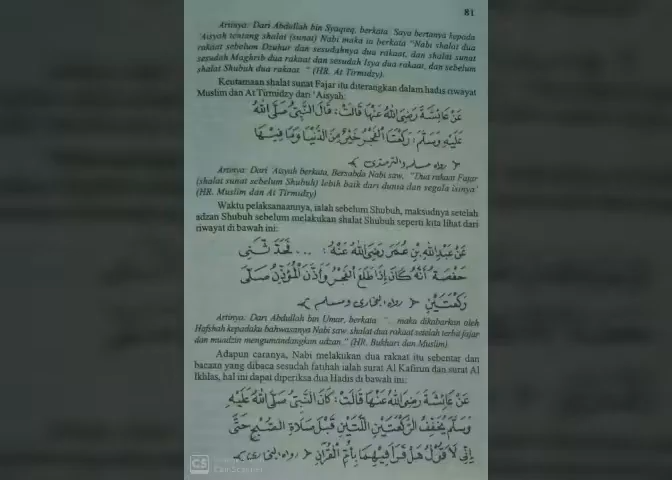 81
Artinya: Dari Abdullah bin Syaqiq, berkata Saya bertanya kepada
'Aisyah tentang shalat (sunat) Nabi maka ia berkata "Nabi shalat dua
rakaat sebelum Dzuhur dan sesudahnya dua rakaat, dan shalat sunat
sesudah Maghrib dua rakaat dan sesudah Isya dua rakaat, dan sebelum
shalat Shubuh dua rakaat. " (HR. At Tirmidzy).
Keutamaan shalat sunat Fajar itu diterangkan dalam hadis riwayat
Muslim dan At Tirmidzy dari 'Aisyah:
عَنْ عَائِشَةَ رَضِيَ اللهُ عَنْهَا قَالَتْ: قَالَ النَّبِيُّ صَلَّى اللهُ
عَلَيْهِ وَسَلَّمَ: رَكْعَتَا الْفَجْرِ خَيْرٌ مِنَ الدُّنْيَا وَمَا فِيْهَا
﴿ رواه مسلم والترمذى ﴾
Artinya: Dari 'Aisyah berkata, Bersabda Nabi saw. "Dua rakaat Fajar
(shalat sunat sebelum Shubuh) lebih baik dari dunia dan segala isinya"
(HR. Muslim dan At Tirmidzy)
Waktu pelaksanaannya, ialah sebelum Shubuh, maksudnya setelah
adzan Shubuh sebelum melakukan shalat Shubuh seperti kita lihat dari
riwayat di bawah ini:
عَنْ عَبْدِ اللهِ بْنِ عُمَرَ رَضِيَ اللهُ عَنْهُ: ... فَحَدَّثَتْنِى
حَفْصَةُ أَنَّهُ كَانَ إِذَا طَلَعَ الْفَجْرُ وَأَذَّنَ الْمُؤَذِّنُ صَلَّى
رَكْعَتَيْنِ ﴿ رواه البخارى ومسلم ﴾
Artinya: Dari Abdullah bin Umar, berkata: "... maka dikabarkan oleh
Hafshah kepadaku bahwasanya Nabi saw. shalat dua rakaat setelah terbit fajar
dan muadzin mengumandangkan adzan." (HR. Bukhari dan Muslim)
Adapun caranya, Nabi melakukan dua rakaat itu sebentar dan
bacaan yang dibaca sesudah fatihah ialah surat Al Kafirun dan surat Al
Ikhlas, hal ini dapat diperiksa dua Hadis di bawah ini:
عَنْ عَائِشَةَ رَضِيَ اللهُ عَنْهَا قَالَتْ: كَانَ النَّبِيُّ صَلَّى اللهُ عَلَيْهِ
وَسَلَّمَ يُخَفِّفُ الرَّكْعَتَيْنِ اللَّتَيْنِ قَبْلَ صَلَاةِ الصُّبْحِ حَتَّى
إِنِّى لَا قُوْلُ هَلْ قَرَأَ فِيْهِمَا بِأُمِّ الْقُرْآنِ ﴿ رواه البخارى ﴾
CS
CamScanner